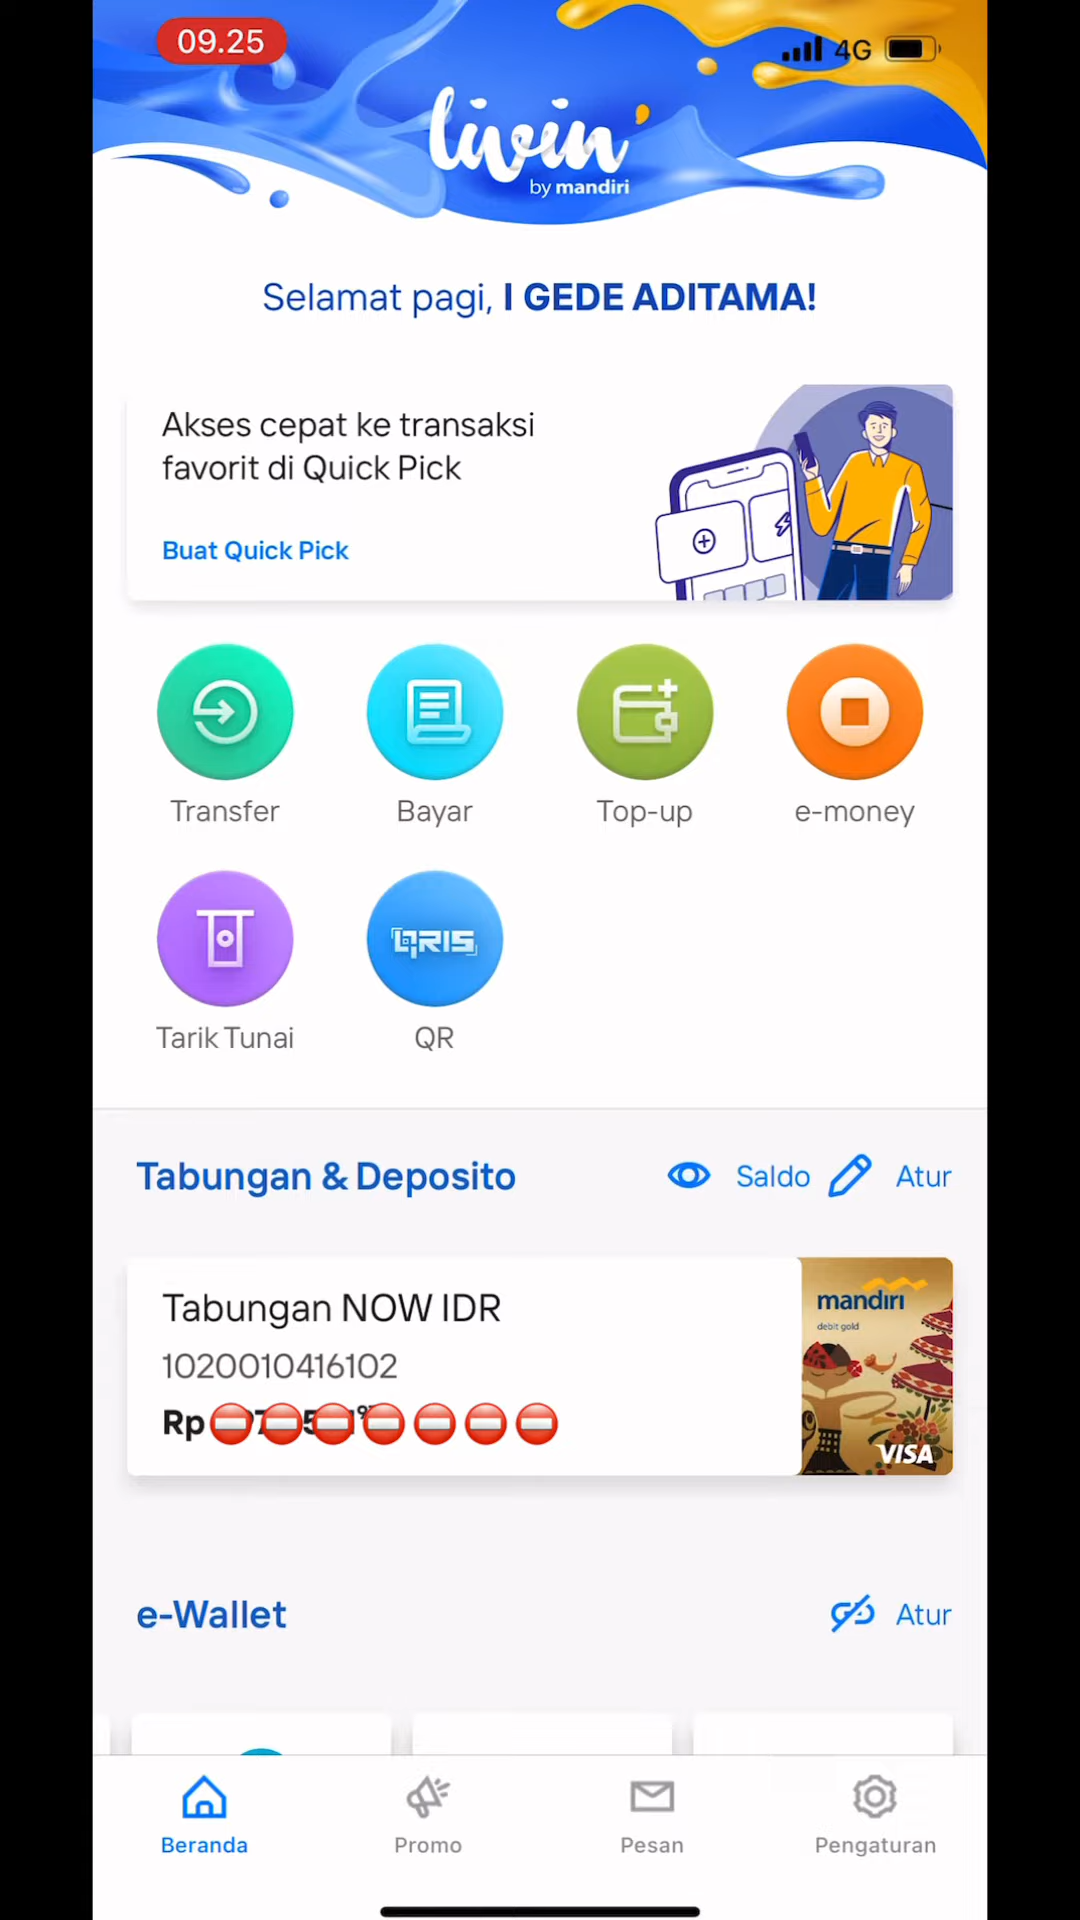 09.25
4G
livin'
by mandiri
Selamat pagi, I GEDE ADITAMA!
Akses cepat ke transaksi
favorit di Quick Pick
Buat Quick Pick
Transfer
Bayar
Top-up
e-money
QRIS
Tarik Tunai
QR
Tabungan & Deposito
Saldo
Atur
Tabungan NOW IDR
1020010416102
Rp
mandiri
debit gold
VISA
e-Wallet
Atur
Beranda
Promo
Pesan
Pengaturan